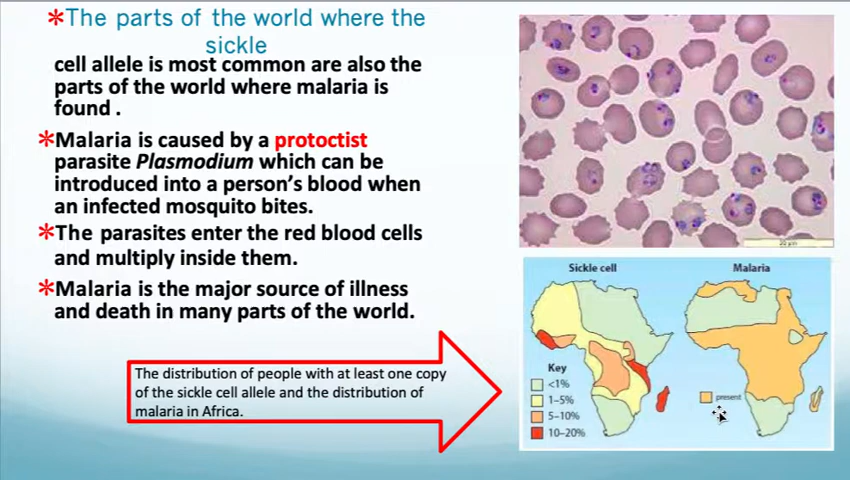 *The parts of the world where the
sickle
cell allele is most common are also the
parts of the world where malaria is
found .
*Malaria is caused by a protoctist
parasite Plasmodium which can be
introduced into a person's blood when
an infected mosquito bites.
*The parasites enter the red blood cells
and multiply inside them.
*Malaria is the major source of illness
and death in many parts of the world.
The distribution of people with at least one copy
of the sickle cell allele and the distribution of
malaria in Africa.
Sickle cell
Malaria
Key
<1%
1–5%
5–10%
10–20%
present